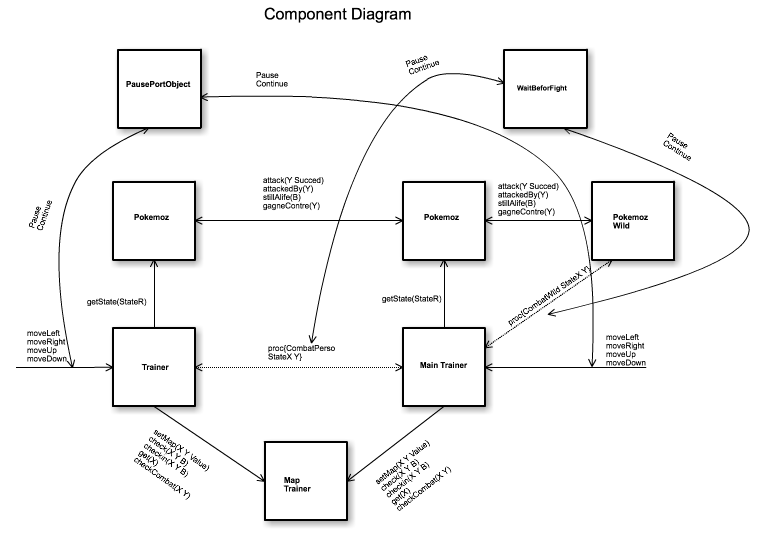 Component Diagram
PausePortObject
Pause
Continue
Pause
Continue
WaitBeforFight
Pause
Continue
Pause
Continue
Pokemoz
attack(Y Succed)
attackedBy(Y)
stillAlife(B)
gagneContre(Y)
Pokemoz
attack(Y Succed)
attackedBy(Y)
stillAlife(B)
gagneContre(Y)
Pokemoz
Wild
getState(StateR)
getState(StateR)
proc{CombatWild StateX Y}
moveLeft
moveRight
moveUp
moveDown
Trainer
proc{CombatPerso
StateX Y}
Main Trainer
moveLeft
moveRight
moveUp
moveDown
setMap(X Y Value)
check(X Y B)
checkin(X Y B)
get(X)
checkCombat(X Y)
Map
Trainer
setMap(X Y Value)
check(X Y B)
checkin(X Y B)
get(X)
checkCombat(X Y)